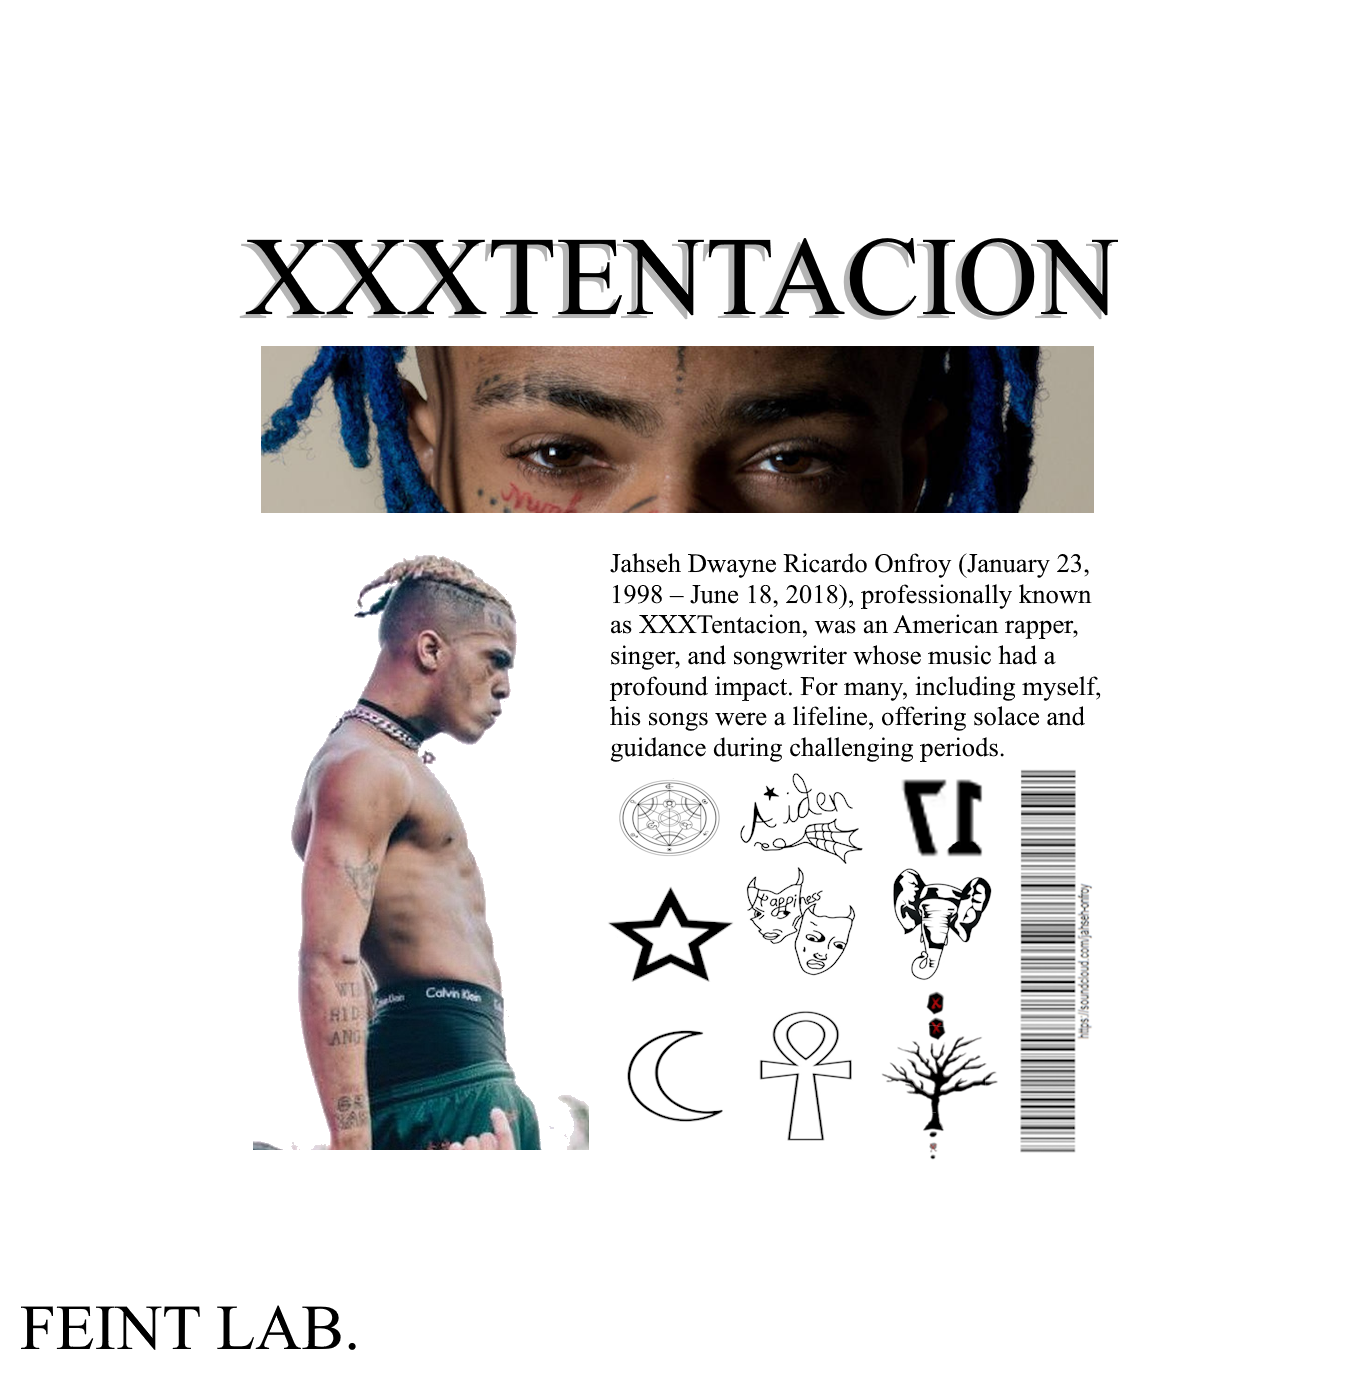 XXXTENTACION
Jahseh Dwayne Ricardo Onfroy (January 23,
1998 – June 18, 2018), professionally known
as XXXTentacion, was an American rapper,
singer, and songwriter whose music had a
profound impact. For many, including myself,
his songs were a lifeline, offering solace and
guidance during challenging periods.
Aiden
17
Happiness
https://soundcloud.com/jahseh-onfroy
Calvin Klein
FEINT LAB.